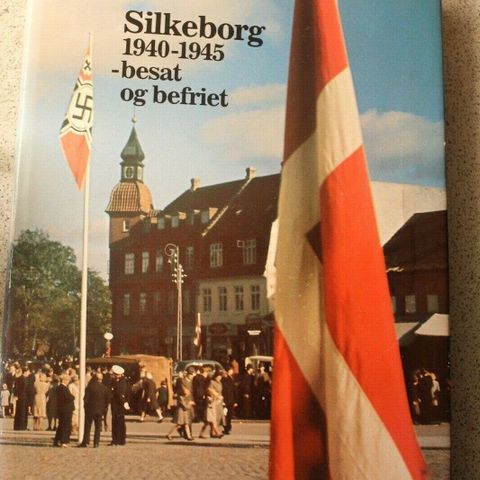 Silkeborg
1940-1945
-besat
og befriet